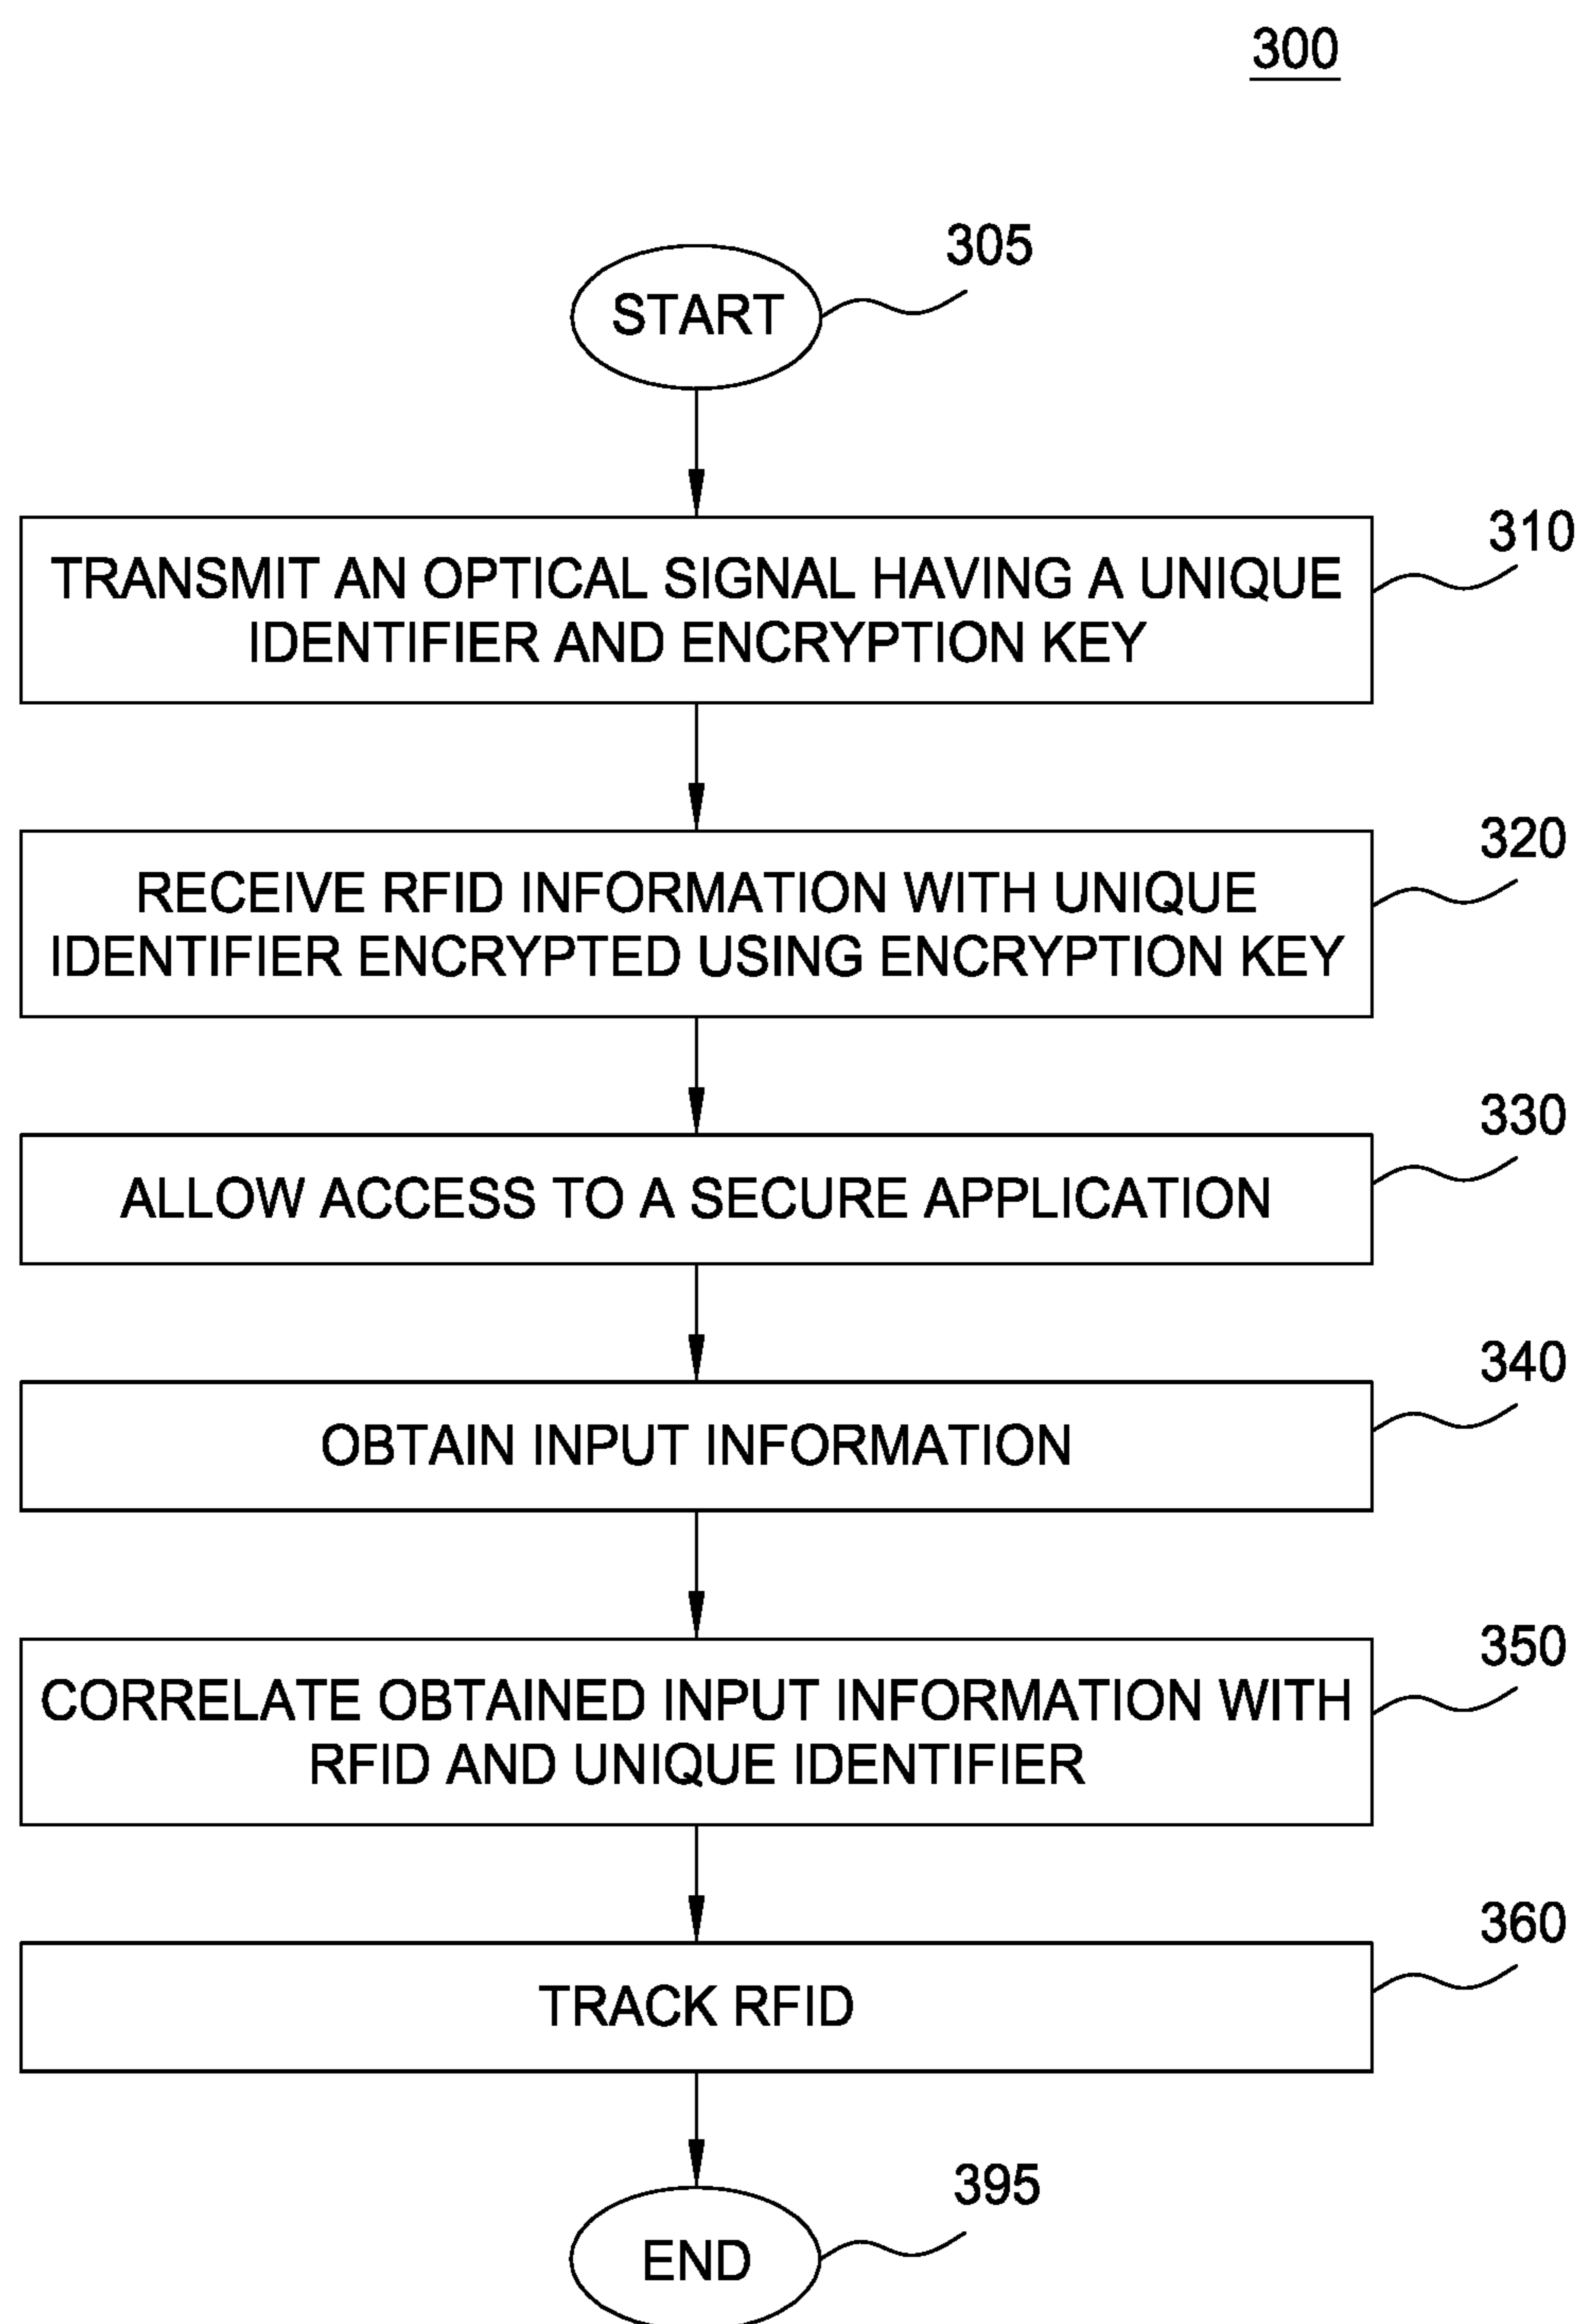 300
305
START
310
TRANSMIT AN OPTICAL SIGNAL HAVING A UNIQUE
IDENTIFIER AND ENCRYPTION KEY
320
RECEIVE RFID INFORMATION WITH UNIQUE
IDENTIFIER ENCRYPTED USING ENCRYPTION KEY
330
ALLOW ACCESS TO A SECURE APPLICATION
340
OBTAIN INPUT INFORMATION
350
CORRELATE OBTAINED INPUT INFORMATION WITH
RFID AND UNIQUE IDENTIFIER
360
TRACK RFID
395
END